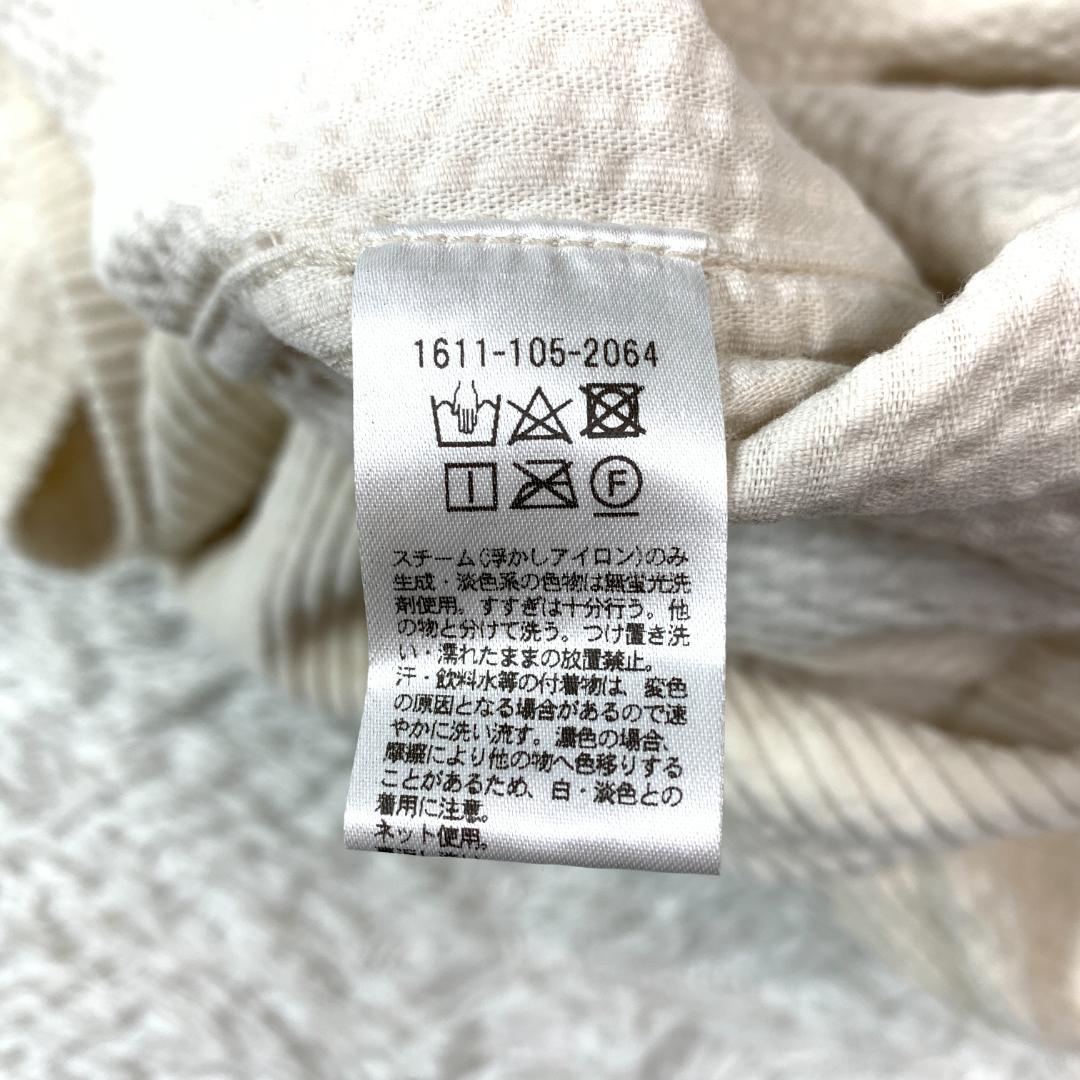 1611-105-2064
F
スチーム(浮かしアイロン)のみ
生成・淡色系の色物は無蛍光洗
剤使用。すすぎは十分行う。他
の物と分けて洗う。つけ置き洗
い・濡れたままの放置禁止。
汗・飲料水等の付着物は、変色
の原因となる場合があるので速
やかに洗い流す。濃色の場合、
摩擦により他の物へ色移りする
ことがあるため、白・淡色との
着用に注意。
ネット使用。